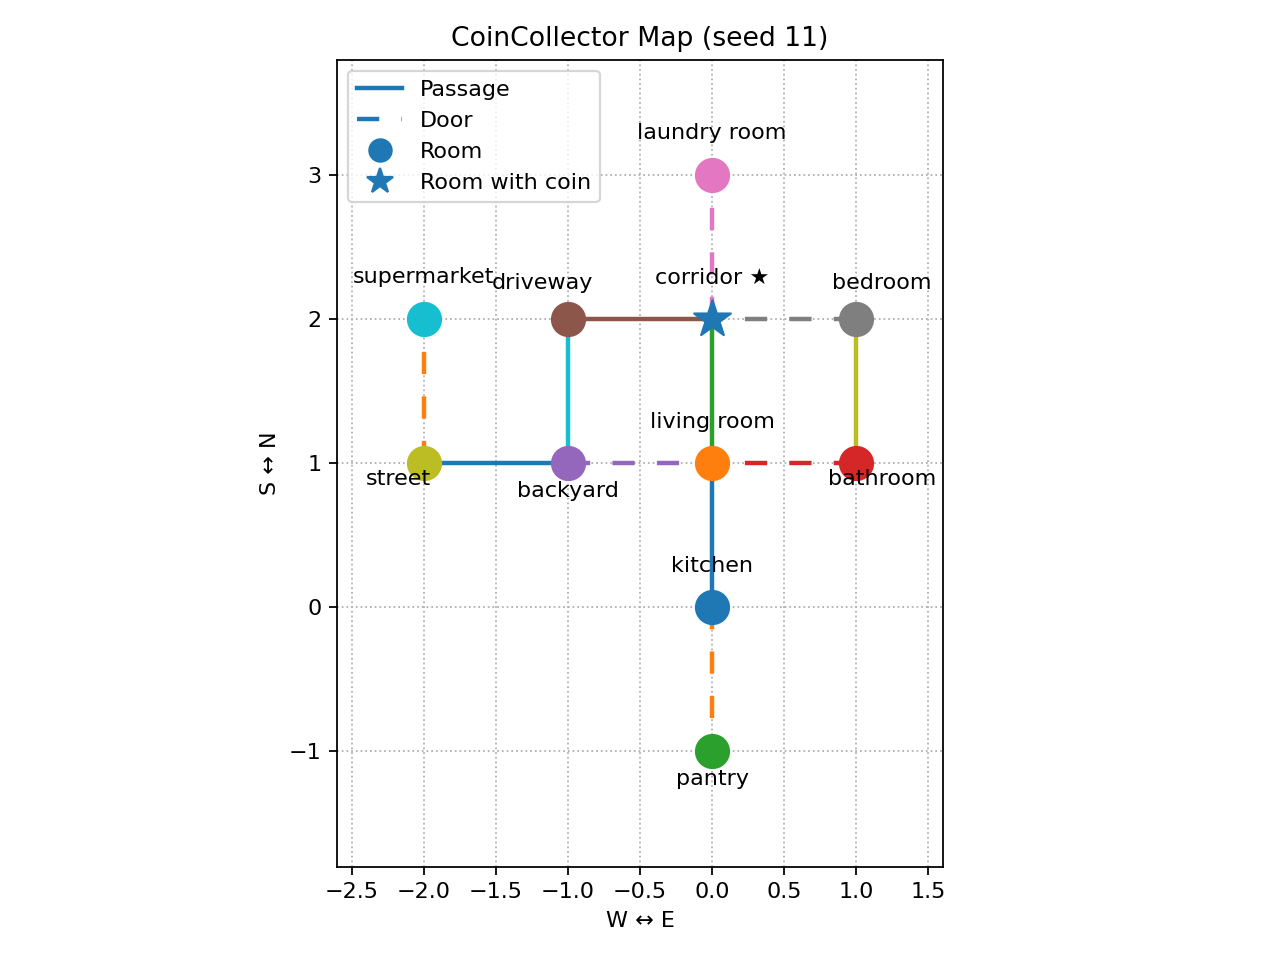 CoinCollector Map (seed 11)
Passage
Door
Room
Room with coin
laundry room
supermarket
driveway
corridor ★
bedroom
living room
street
backyard
bathroom
kitchen
pantry
3
2
1
0
−1
S ↔ N
−2.5 −2.0 −1.5 −1.0 −0.5 0.0 0.5 1.0 1.5
W ↔ E